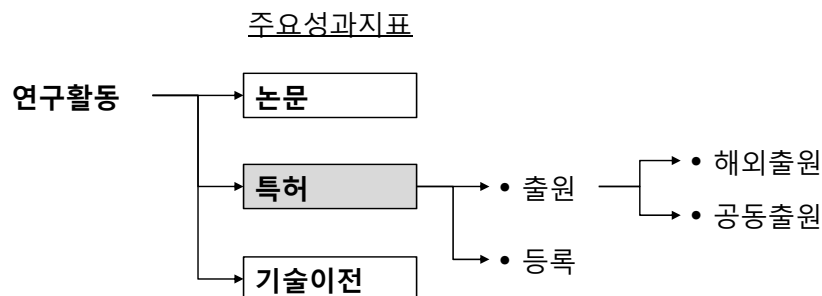 주요성과지표
연구활동
논문
특허
• 출원
• 해외출원
• 공동출원
• 등록
기술이전